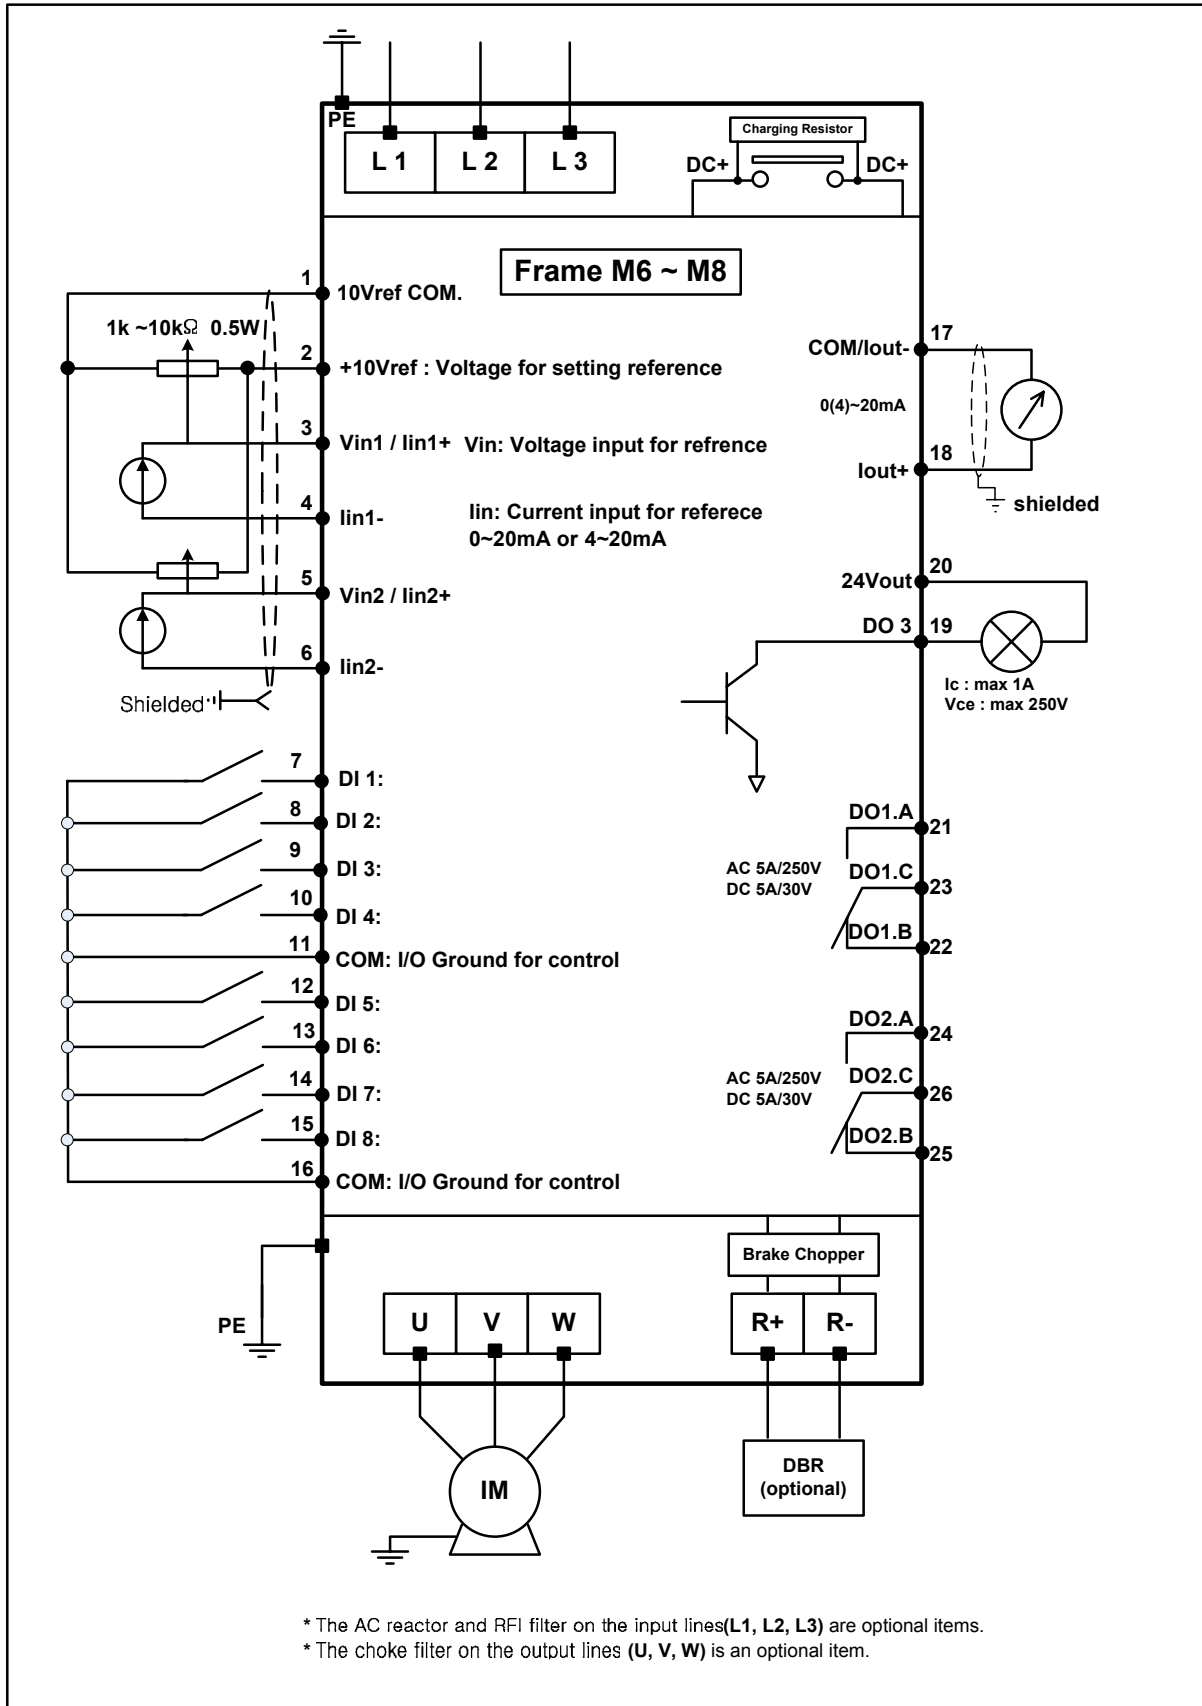 PE
Charging Resistor
L 1 L 2 L 3
DC+ DC+
Frame M6 ~ M8
1
10Vref COM.
1k ~10kΩ 0.5W
2
+10Vref : Voltage for setting reference
3
Vin1 / Iin1+ Vin: Voltage input for refrence
4
Iin1-
Iin: Current input for referece
0~20mA or 4~20mA
5
Vin2 / Iin2+
6
Iin2-
Shielded
17
COM/Iout-
0(4)~20mA
18
Iout+
shielded
20
24Vout
DO 3 19
Ic : max 1A
Vce : max 250V
7
DI 1:
8
DI 2:
9
DI 3:
10
DI 4:
11
COM: I/O Ground for control
12
DI 5:
13
DI 6:
14
DI 7:
15
DI 8:
16
COM: I/O Ground for control
DO1.A
21
AC 5A/250V
DC 5A/30V
DO1.C
23
DO1.B
22
DO2.A
24
AC 5A/250V
DC 5A/30V
DO2.C
26
DO2.B
25
PE
Brake Chopper
U V W
R+ R-
IM
DBR
(optional)
* The AC reactor and RFI filter on the input lines(L1, L2, L3) are optional items.
* The choke filter on the output lines (U, V, W) is an optional item.